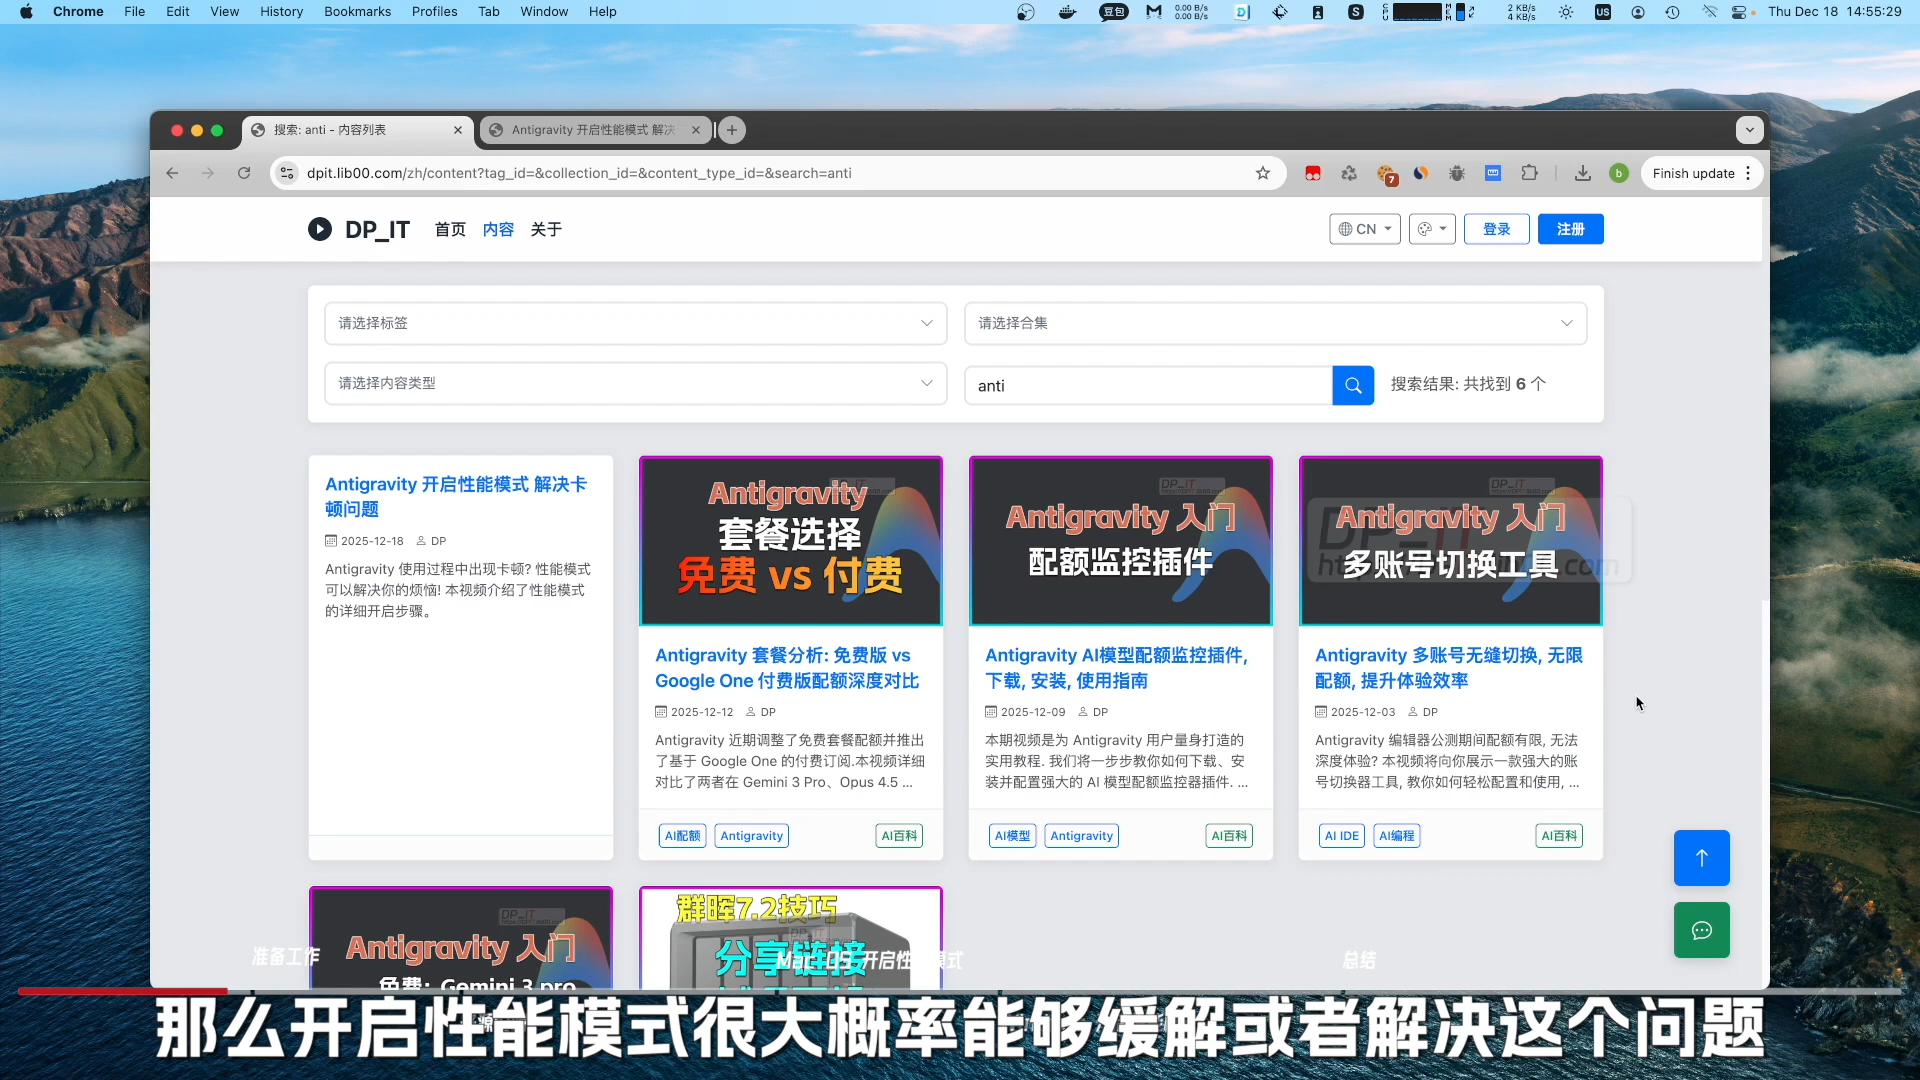 Chrome File Edit View History Bookmarks Profiles Tab Window Help
豆包
0.00 B/s
0.00 B/s
2 KB/s
4 KB/s
US
Thu Dec 18 14:55:29
搜索: anti - 内容列表
Antigravity 开启性能模式 解决
dpit.lib00.com/zh/content?tag_id=&collection_id=&content_type_id=&search=anti
7
b
Finish update
DP_IT 首页 内容 关于
CN
登录
注册
请选择标签
请选择合集
请选择内容类型
anti
搜索结果: 共找到 6 个
Antigravity 开启性能模式 解决卡
顿问题
2025-12-18 DP
Antigravity 使用过程中出现卡顿? 性能模式
可以解决你的烦恼! 本视频介绍了性能模式
的详细开启步骤。
Antigravity
套餐选择
免费 vs 付费
Antigravity 套餐分析: 免费版 vs
Google One 付费版配额深度对比
2025-12-12 DP
Antigravity 近期调整了免费套餐配额并推出
了基于 Google One 的付费订阅.本视频详细
对比了两者在 Gemini 3 Pro、Opus 4.5 ...
AI配额 Antigravity AI百科
DP_IT
Antigravity 入门
配额监控插件
Antigravity AI模型配额监控插件,
下载, 安装, 使用指南
2025-12-09 DP
本期视频是为 Antigravity 用户量身打造的
实用教程. 我们将一步步教你如何下载、安
装并配置强大的 AI 模型配额监控器插件. ...
AI模型 Antigravity AI百科
DP_IT
Antigravity 入门
多账号切换工具
Antigravity 多账号无缝切换, 无限
配额, 提升体验效率
2025-12-03 DP
Antigravity 编辑器公测期间配额有限, 无法
深度体验? 本视频将向你展示一款强大的账
号切换器工具, 教你如何轻松配置和使用, ...
AI IDE AI编程 AI百科
DP_IT
Antigravity 入门
免费: Gemini 3 pro
群晖7.2技巧
分享链接
准备工作
总结
那么开启性能模式很大概率能够缓解或者解决这个问题